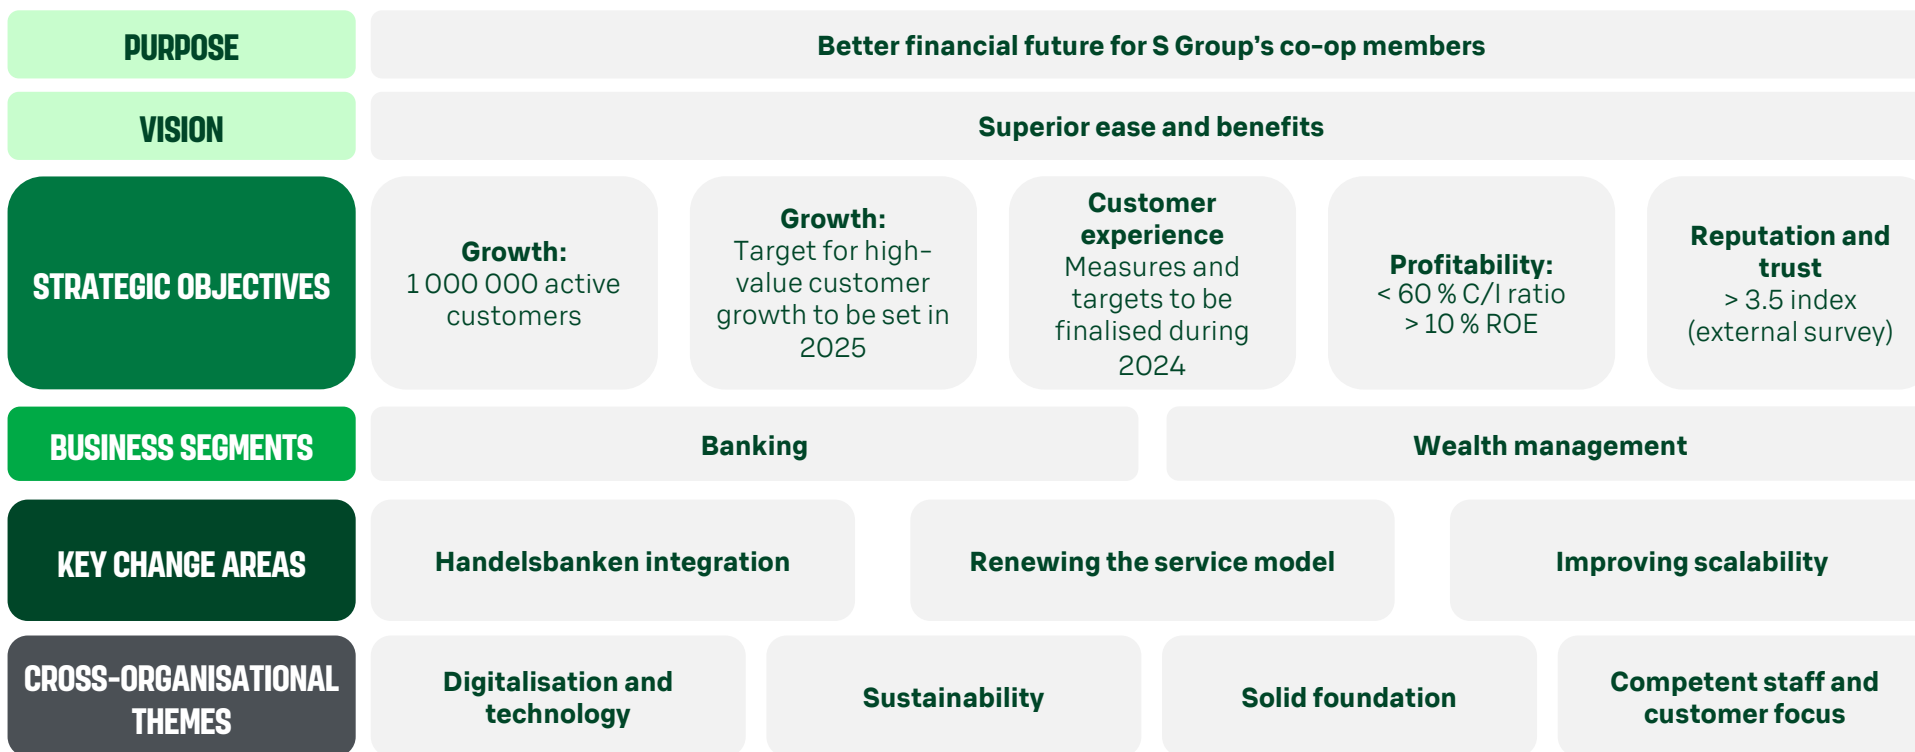 PURPOSE
Better financial future for S Group’s co-op members
VISION
Superior ease and benefits
STRATEGIC OBJECTIVES
Growth:
1 000 000 active
customers
Growth:
Target for high-
value customer
growth to be set in
2025
Customer
experience
Measures and
targets to be
finalised during
2024
Profitability:
< 60 % C/I ratio
> 10 % ROE
Reputation and
trust
> 3.5 index
(external survey)
BUSINESS SEGMENTS
Banking
Wealth management
KEY CHANGE AREAS
Handelsbanken integration
Renewing the service model
Improving scalability
CROSS-ORGANISATIONAL
THEMES
Digitalisation and
technology
Sustainability
Solid foundation
Competent staff and
customer focus